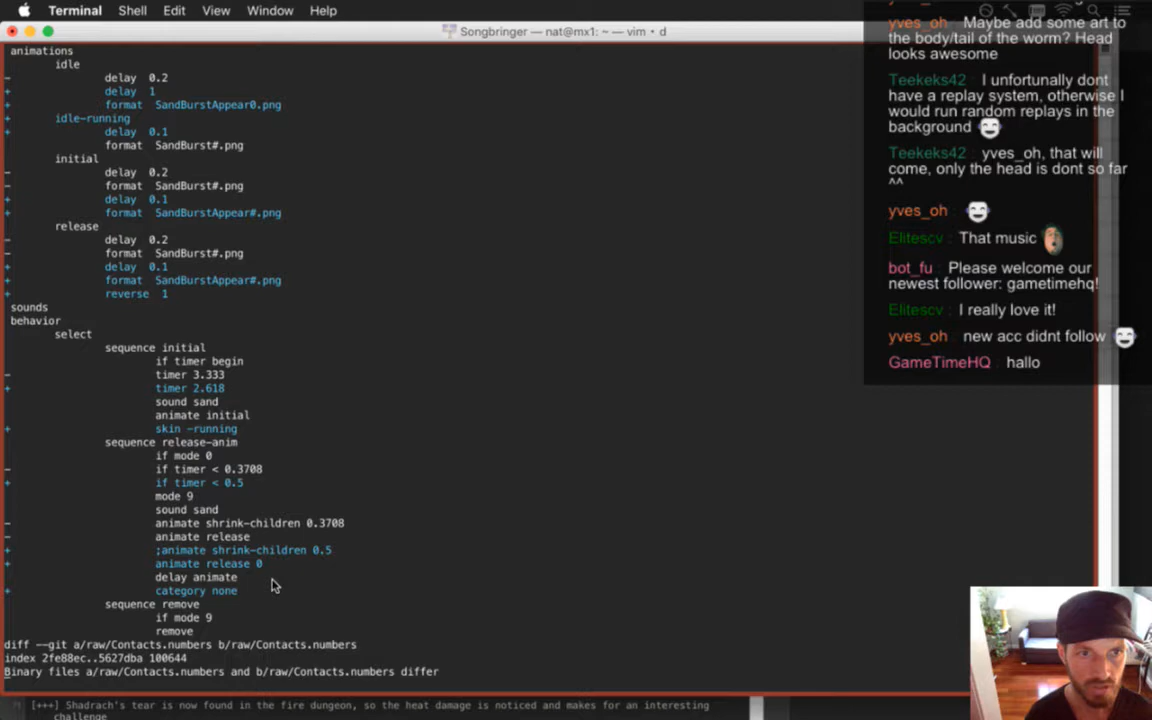 Terminal Shell Edit View Window Help
Songbringer — nat@mx1: ~ — vim • d
animations
idle
- delay 0.2
+ delay 1
+ format SandBurstAppear0.png
+ idle-running
+ delay 0.1
format SandBurst#.png
initial
- delay 0.2
- format SandBurst#.png
+ delay 0.1
+ format SandBurstAppear#.png
release
- delay 0.2
- format SandBurst#.png
+ delay 0.1
+ format SandBurstAppear#.png
+ reverse 1
sounds
behavior
select
sequence initial
if timer begin
- timer 3.333
+ timer 2.618
sound sand
animate initial
+ skin -running
sequence release-anim
if mode 0
- if timer < 0.3708
+ if timer < 0.5
mode 9
sound sand
- animate shrink-children 0.3708
- animate release
+ ;animate shrink-children 0.5
+ animate release 0
delay animate
+ category none
sequence remove
if mode 9
remove
diff --git a/raw/Contacts.numbers b/raw/Contacts.numbers
index 2fe88ec..5627dba 100644
Binary files a/raw/Contacts.numbers and b/raw/Contacts.numbers differ
[+++] Shadrach's tear is now found in the fire dungeon, so the heat damage is noticed and makes for an interesting
challenge
yves_oh Maybe add some art to
the body/tail of the worm? Head
looks awesome
Teekeks42 I unfortunally dont
have a replay system, otherwise I
would run random replays in the
background
Teekeks42 yves_oh, that will
come, only the head is dont so far
^^
yves_oh
Elitescv : That music
bot_fu : Please welcome our
newest follower: gametimehq!
Elitescv : I really love it!
yves_oh : new acc didnt follow
GameTimeHQ : hallo